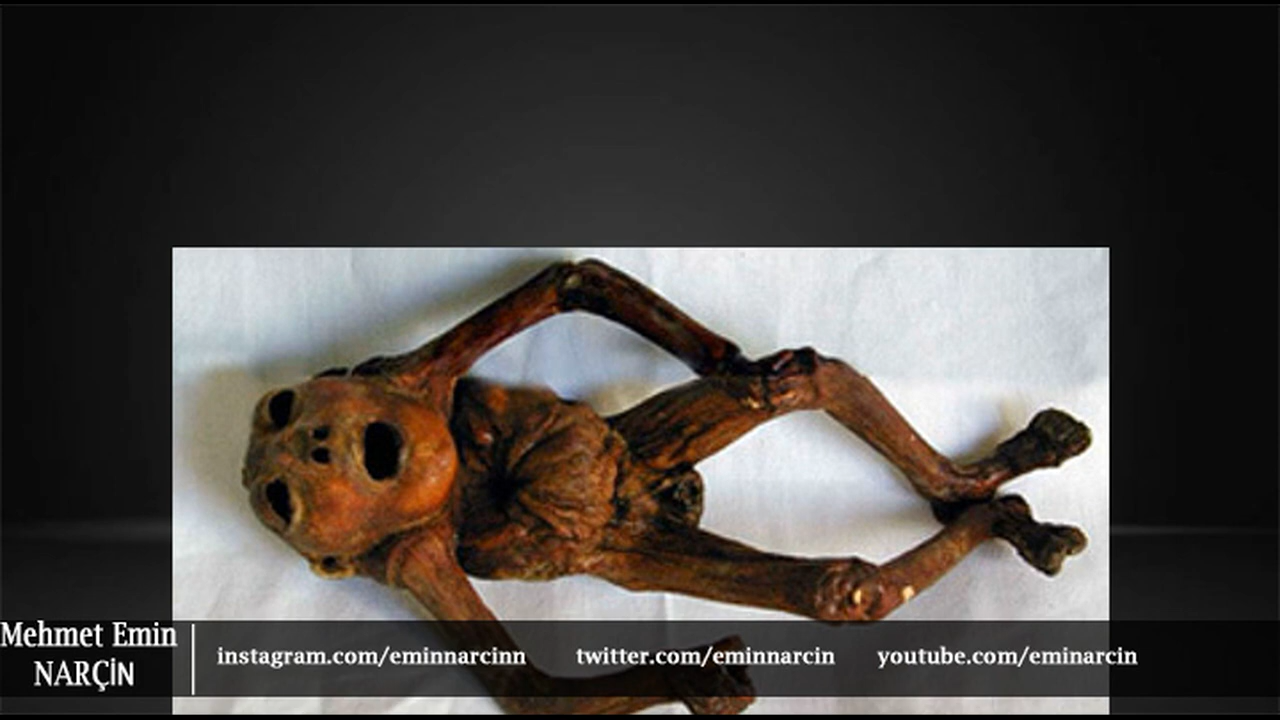 Mehmet Emin
NARÇİN
instagram.com/eminnarcinn
twitter.com/eminnarcin
youtube.com/eminarcin